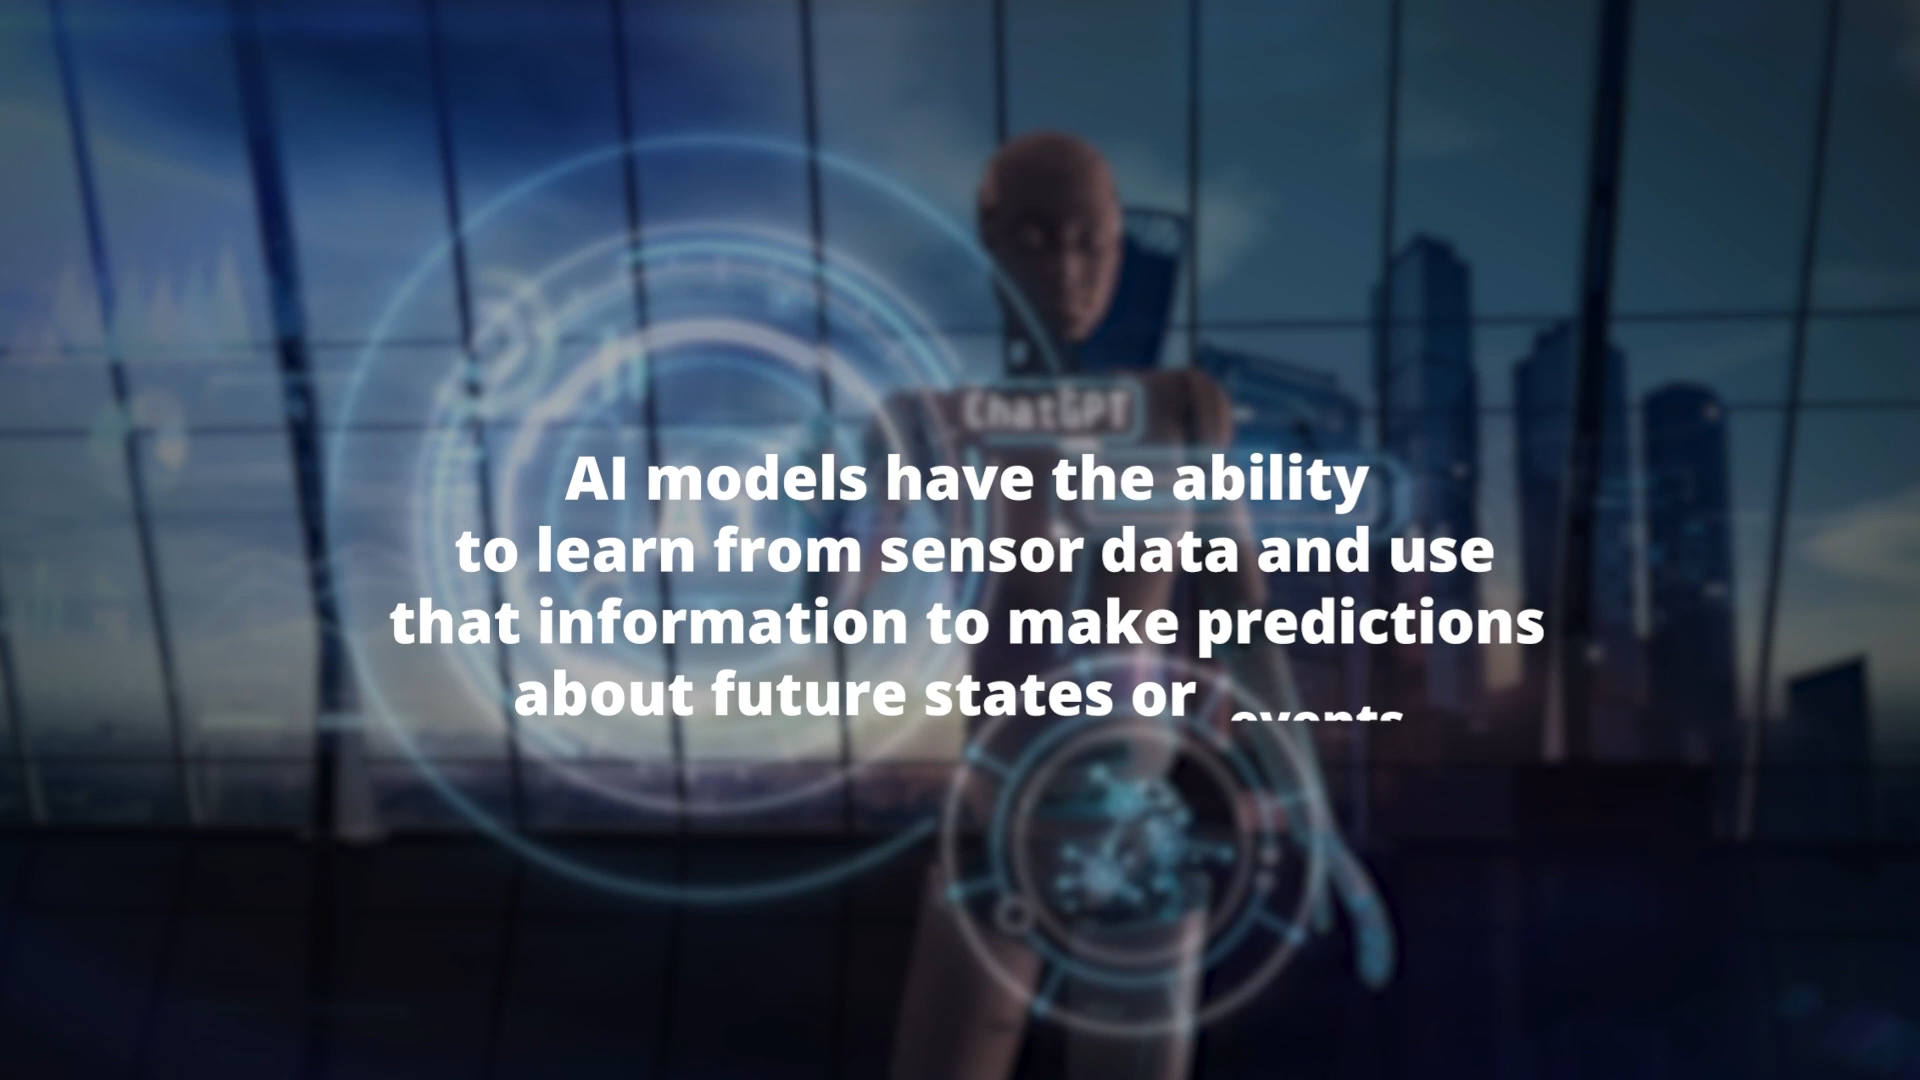 ChatGPT
AI models have the ability
to learn from sensor data and use
that information to make predictions
about future states or events